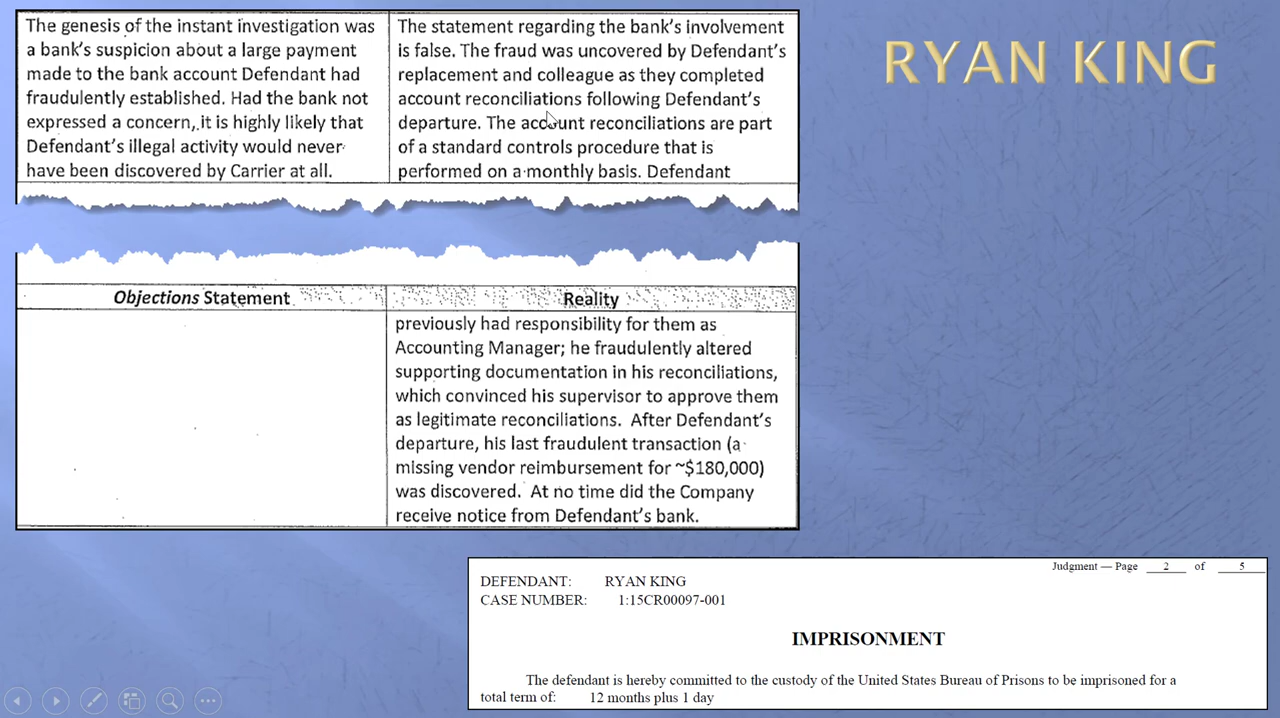 RYAN KING
The genesis of the instant investigation was
a bank's suspicion about a large payment
made to the bank account Defendant had
fraudulently established. Had the bank not
expressed a concern, it is highly likely that
Defendant's illegal activity would never
have been discovered by Carrier at all.
The statement regarding the bank's involvement
is false. The fraud was uncovered by Defendant's
replacement and colleague as they completed
account reconciliations following Defendant's
departure. The account reconciliations are part
of a standard controls procedure that is
performed on a monthly basis. Defendant
Objections Statement
Reality
previously had responsibility for them as
Accounting Manager; he fraudulently altered
supporting documentation in his reconciliations,
which convinced his supervisor to approve them
as legitimate reconciliations. After Defendant's
departure, his last fraudulent transaction (a
missing vendor reimbursement for ~$180,000)
was discovered. At no time did the Company
receive notice from Defendant's bank.
Judgment — Page 2 of 5
DEFENDANT: RYAN KING
CASE NUMBER: 1:15CR00097-001
IMPRISONMENT
The defendant is hereby committed to the custody of the United States Bureau of Prisons to be imprisoned for a
total term of: 12 months plus 1 day